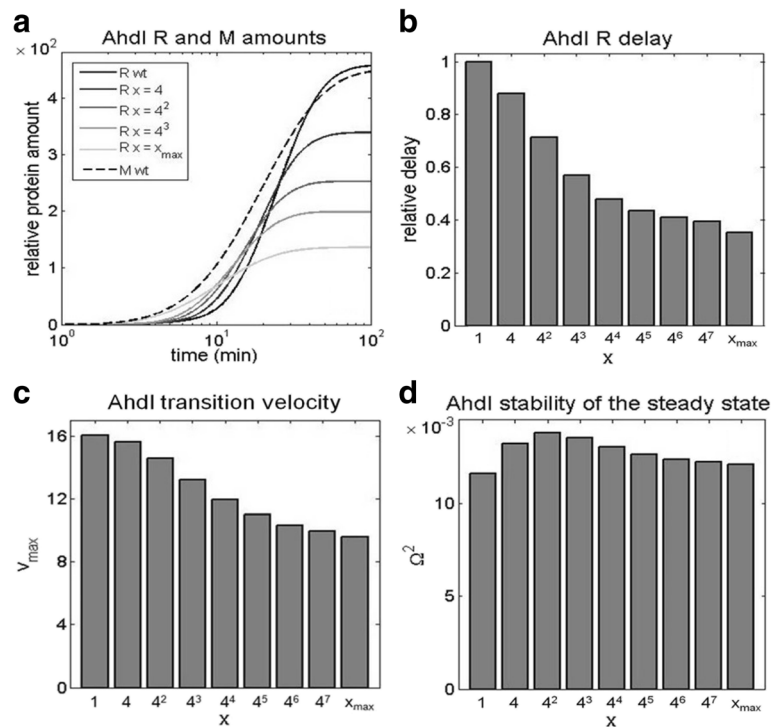 a
AhdI R and M amounts
× 10²
4
3
2
1
0
relative protein amount
R wt
R x = 4
R x = 4²
R x = 4³
R x = xmax
M wt
10⁰ 10¹ 10²
time (min)
b
AhdI R delay
1
0.8
0.6
0.4
0.2
0
relative delay
1 4 4² 4³ 4⁴ 4⁵ 4⁶ 4⁷ xmax
x
c
AhdI transition velocity
16
12
8
4
0
vmax
1 4 4² 4³ 4⁴ 4⁵ 4⁶ 4⁷ xmax
x
d
AhdI stability of the steady state
× 10⁻³
10
5
0
Ω²
1 4 4² 4³ 4⁴ 4⁵ 4⁶ 4⁷ xmax
x